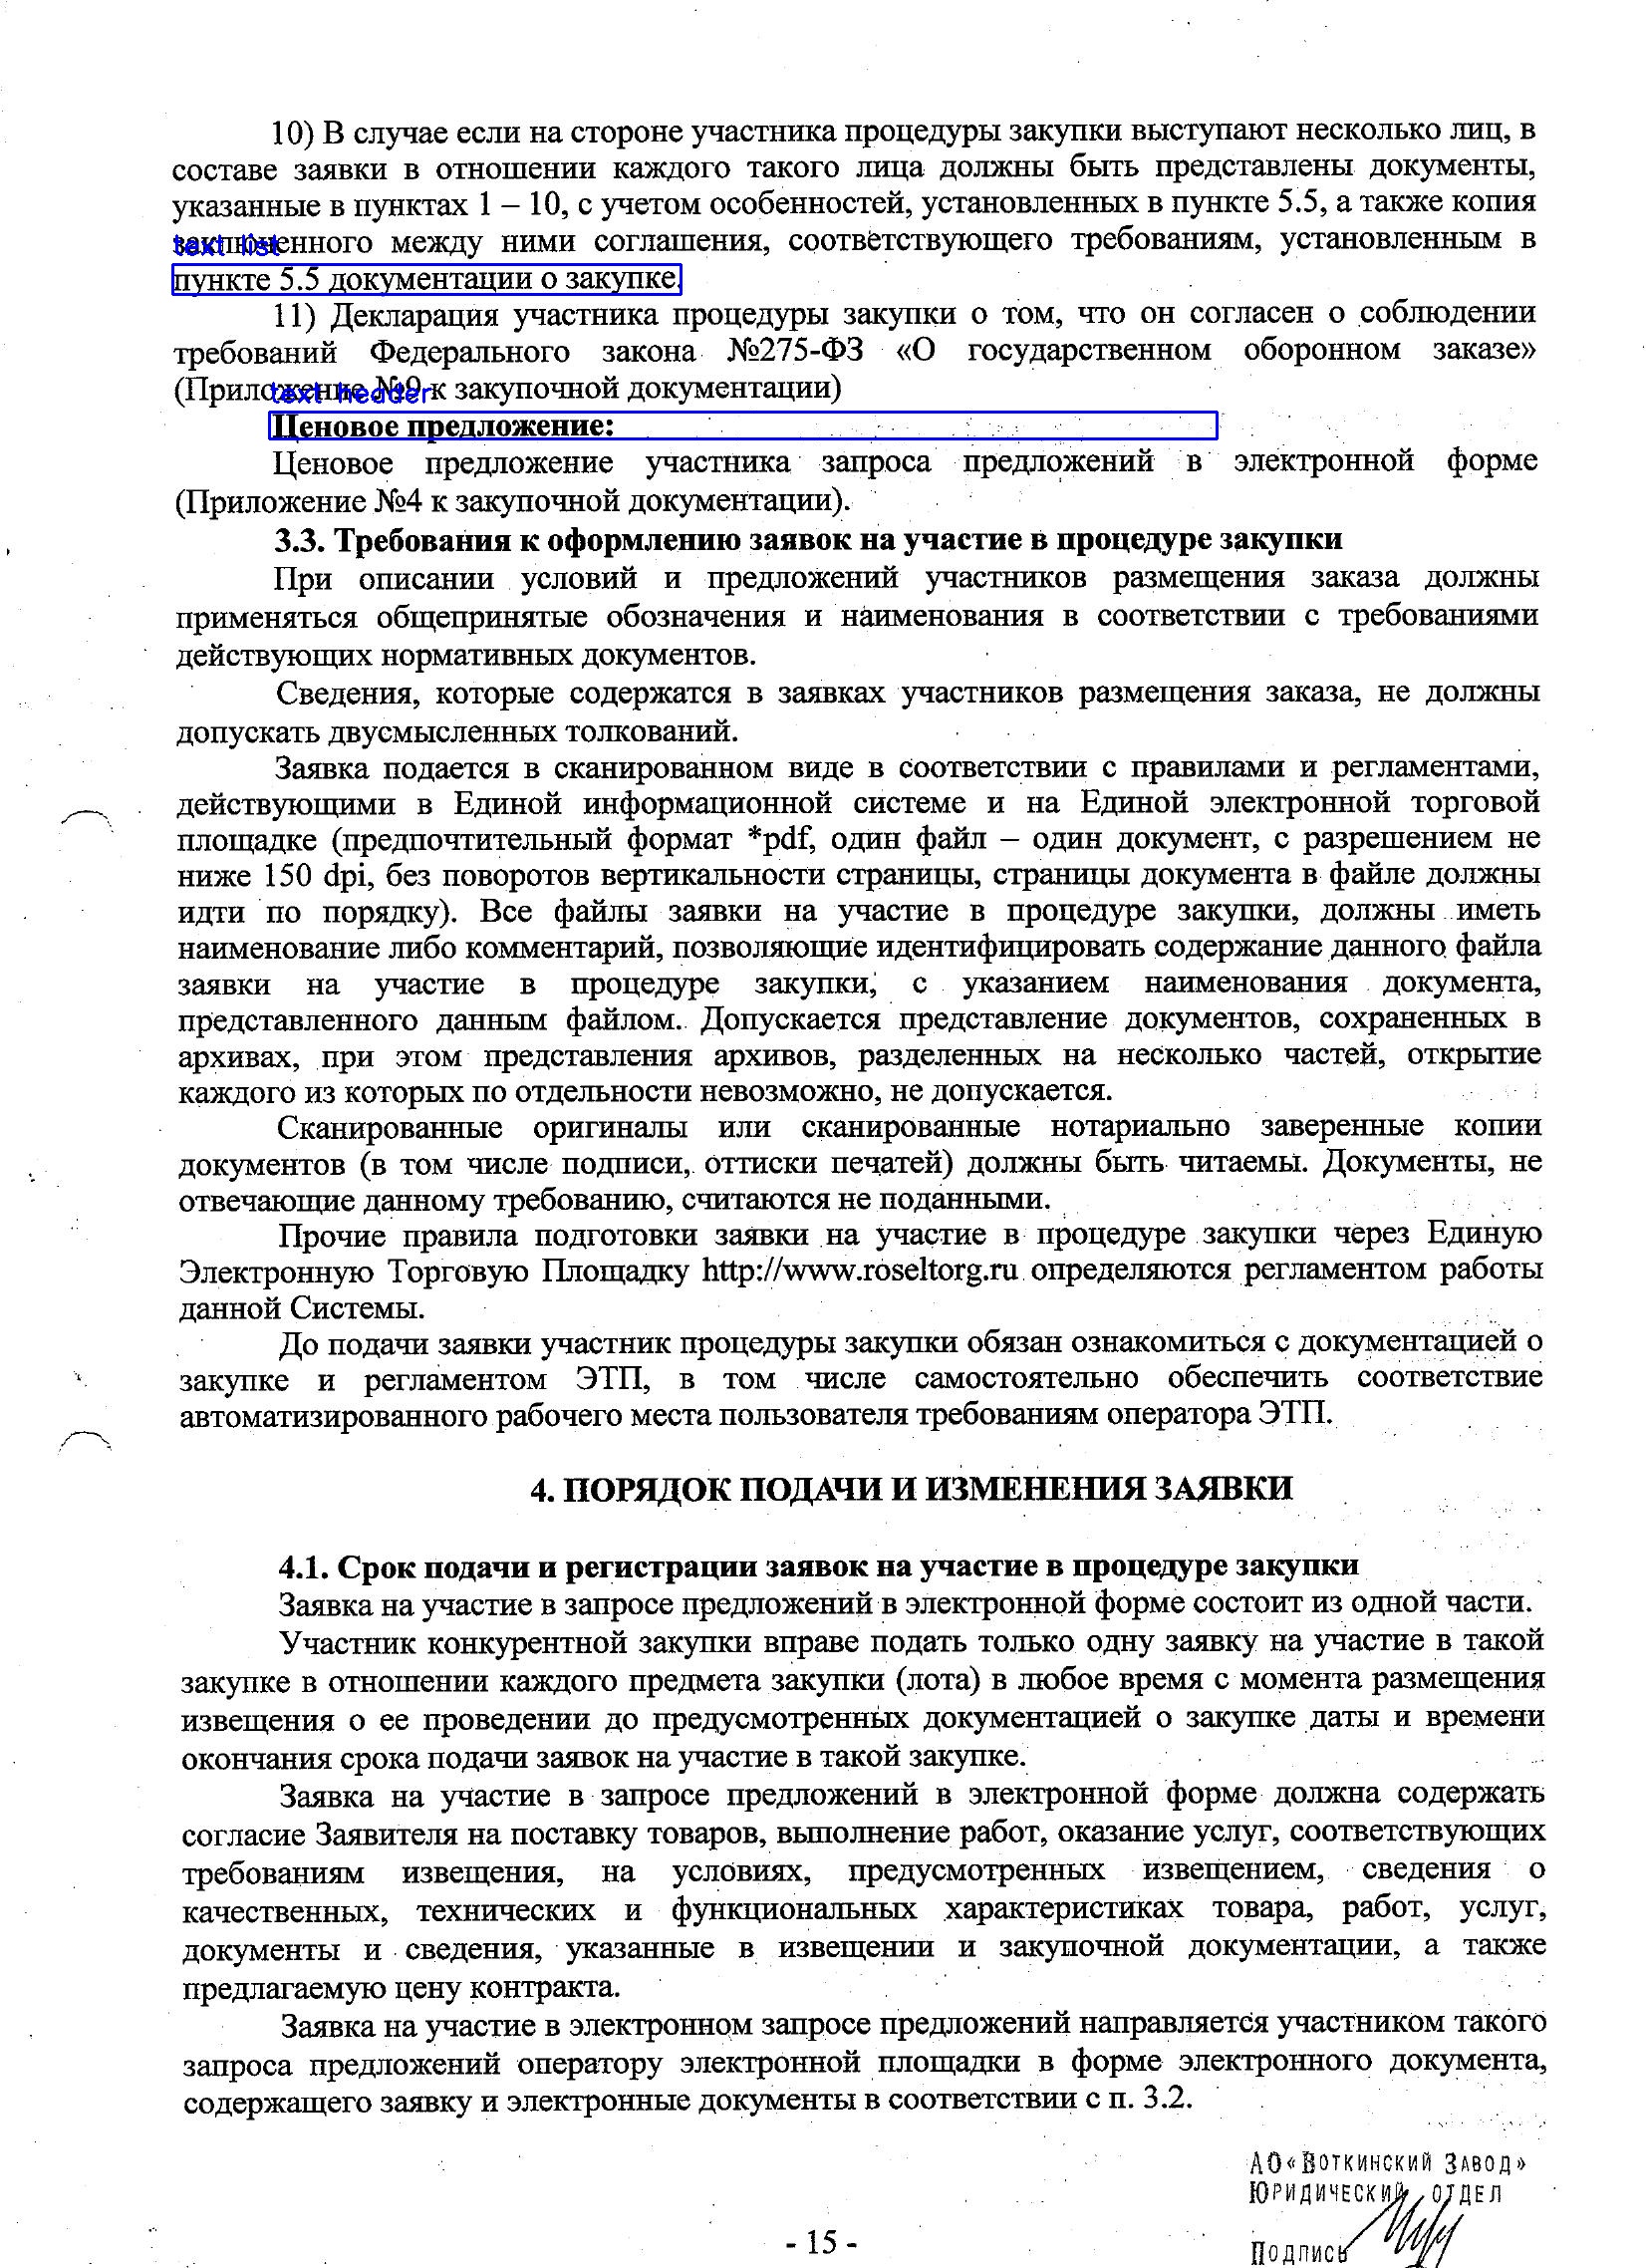 10) В случае если на стороне участника процедуры закупки выступают несколько лиц, в
составе заявки в отношении каждого такого лица должны быть представлены документы,
указанные в пунктах 1 – 10, с учетом особенностей, установленных в пункте 5.5, а также копия
text list
заключенного между ними соглашения, соответствующего требованиям, установленным в
пункте 5.5 документации о закупке.
11) Декларация участника процедуры закупки о том, что он согласен о соблюдении
требований Федерального закона №275-ФЗ «О государственном оборонном заказе»
text header
(Приложение №9 к закупочной документации)
Ценовое предложение:
Ценовое предложение участника запроса предложений в электронной форме
(Приложение №4 к закупочной документации).
3.3. Требования к оформлению заявок на участие в процедуре закупки
При описании условий и предложений участников размещения заказа должны
применяться общепринятые обозначения и наименования в соответствии с требованиями
действующих нормативных документов.
Сведения, которые содержатся в заявках участников размещения заказа, не должны
допускать двусмысленных толкований.
Заявка подается в сканированном виде в соответствии с правилами и регламентами,
действующими в Единой информационной системе и на Единой электронной торговой
площадке (предпочтительный формат *pdf, один файл – один документ, с разрешением не
ниже 150 dpi, без поворотов вертикальности страницы, страницы документа в файле должны
идти по порядку). Все файлы заявки на участие в процедуре закупки, должны иметь
наименование либо комментарий, позволяющие идентифицировать содержание данного файла
заявки на участие в процедуре закупки, с указанием наименования документа,
представленного данным файлом. Допускается представление документов, сохраненных в
архивах, при этом представления архивов, разделенных на несколько частей, открытие
каждого из которых по отдельности невозможно, не допускается.
Сканированные оригиналы или сканированные нотариально заверенные копии
документов (в том числе подписи, оттиски печатей) должны быть читаемы. Документы, не
отвечающие данному требованию, считаются не поданными.
Прочие правила подготовки заявки на участие в процедуре закупки через Единую
Электронную Торговую Площадку http://www.roseltorg.ru определяются регламентом работы
данной Системы.
До подачи заявки участник процедуры закупки обязан ознакомиться с документацией о
закупке и регламентом ЭТП, в том числе самостоятельно обеспечить соответствие
автоматизированного рабочего места пользователя требованиям оператора ЭТП.
4. ПОРЯДОК ПОДАЧИ И ИЗМЕНЕНИЯ ЗАЯВКИ
4.1. Срок подачи и регистрации заявок на участие в процедуре закупки
Заявка на участие в запросе предложений в электронной форме состоит из одной части.
Участник конкурентной закупки вправе подать только одну заявку на участие в такой
закупке в отношении каждого предмета закупки (лота) в любое время с момента размещения
извещения о ее проведении до предусмотренных документацией о закупке даты и времени
окончания срока подачи заявок на участие в такой закупке.
Заявка на участие в запросе предложений в электронной форме должна содержать
согласие Заявителя на поставку товаров, выполнение работ, оказание услуг, соответствующих
требованиям извещения, на условиях, предусмотренных извещением, сведения о
качественных, технических и функциональных характеристиках товара, работ, услуг,
документы и сведения, указанные в извещении и закупочной документации, а также
предлагаемую цену контракта.
Заявка на участие в электронном запросе предложений направляется участником такого
запроса предложений оператору электронной площадки в форме электронного документа,
содержащего заявку и электронные документы в соответствии с п. 3.2.
АО «ВОТКИНСКИЙ ЗАВОД»
ЮРИДИЧЕСКИЙ ОТДЕЛ
ПОДПИСЬ
- 15 -